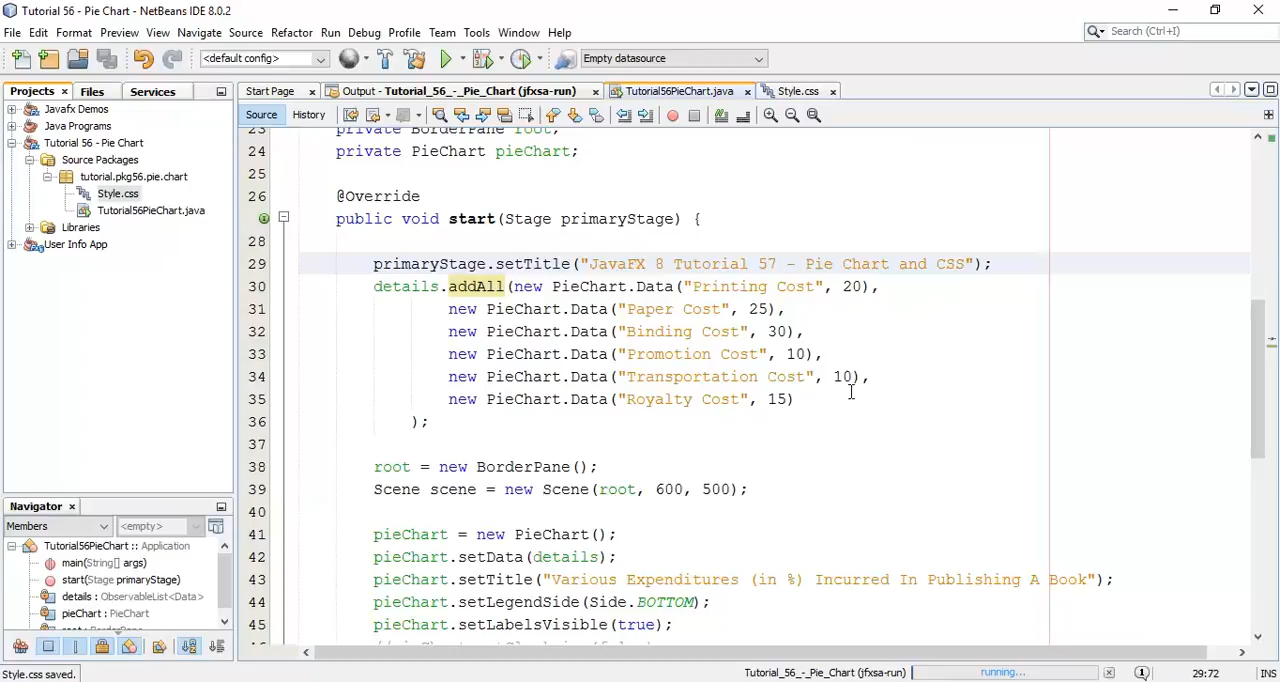 Tutorial 56 - Pie Chart - NetBeans IDE 8.0.2
File Edit Format Preview View Navigate Source Refactor Run Debug Profile Team Tools Window Help
Search (Ctrl+I)
<default config>
Empty datasource
Projects Files Services
Start Page Output - Tutorial_56_-_Pie_Chart (jfxsa-run) Tutorial56PieChart.java Style.css
Source History
Javafx Demos
Java Programs
Tutorial 56 - Pie Chart
Source Packages
tutorial.pkg56.pie.chart
Style.css
Tutorial56PieChart.java
Libraries
User Info App
23 private BorderPane root;
24 private PieChart pieChart;
25
26 @Override
public void start(Stage primaryStage) {
28
29 primaryStage.setTitle("JavaFX 8 Tutorial 57 - Pie Chart and CSS");
30 details.addAll(new PieChart.Data("Printing Cost", 20),
31 new PieChart.Data("Paper Cost", 25),
32 new PieChart.Data("Binding Cost", 30),
33 new PieChart.Data("Promotion Cost", 10),
34 new PieChart.Data("Transportation Cost", 10),
35 new PieChart.Data("Royalty Cost", 15)
36 );
37
38 root = new BorderPane();
39 Scene scene = new Scene(root, 600, 500);
40
41 pieChart = new PieChart();
42 pieChart.setData(details);
43 pieChart.setTitle("Various Expenditures (in %) Incurred In Publishing A Book");
44 pieChart.setLegendSide(Side.BOTTOM);
45 pieChart.setLabelsVisible(true);
Navigator
Members
<empty>
Tutorial56PieChart :: Application
main(String[] args)
start(Stage primaryStage)
details : ObservableList<Data>
pieChart : PieChart
Style.css saved.
Tutorial_56_-_Pie_Chart (jfxsa-run)
running...
1
29:72
INS